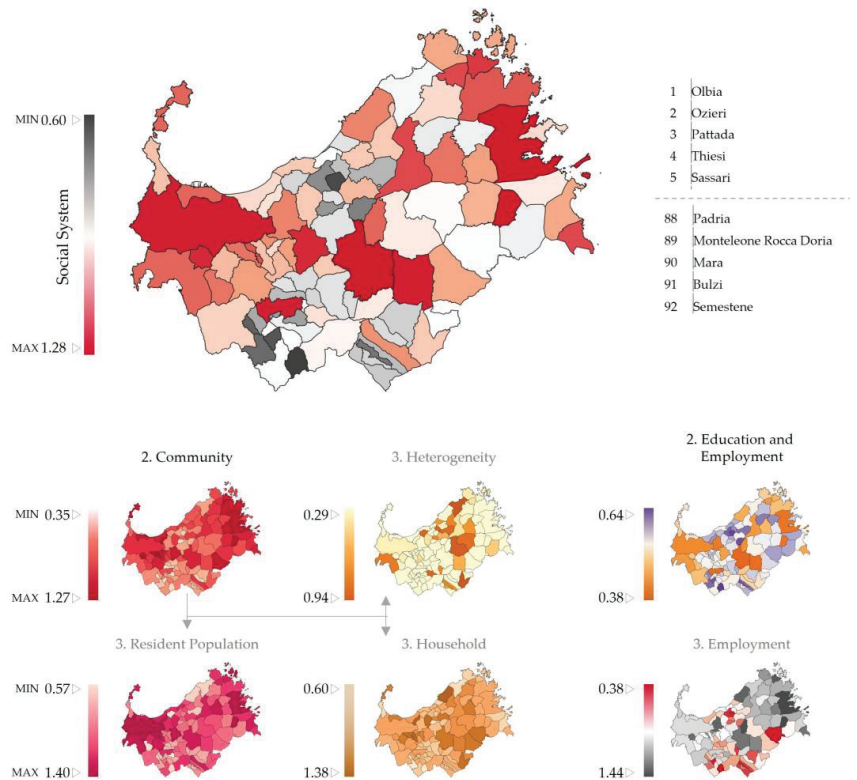 1 Olbia
2 Ozieri
3 Pattada
4 Thiesi
5 Sassari
88 Padria
89 Monteleone Rocca Doria
90 Mara
91 Bulzi
92 Semestene
MIN 0.60
Social System
MAX 1.28
2. Community
MIN 0.35
MAX 1.27
3. Heterogeneity
0.29
0.94
2. Education and
Employment
0.64
0.38
3. Resident Population
MIN 0.57
MAX 1.40
3. Household
0.60
1.38
3. Employment
0.38
1.44